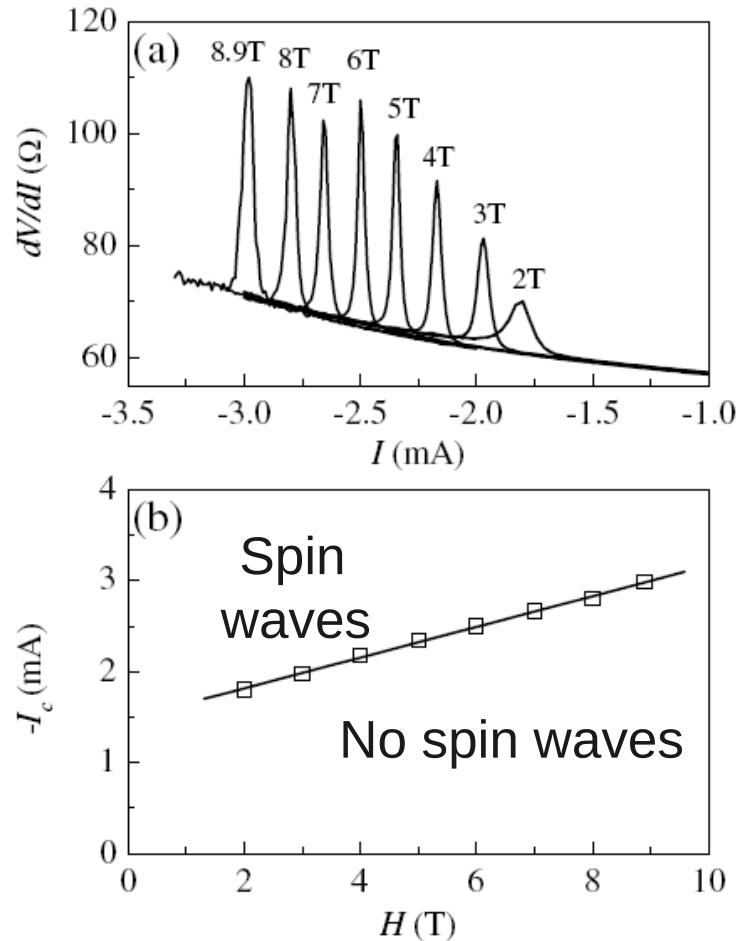 120
(a)
8.9T 8T 6T
7T
5T
100
4T
3T
80
2T
60
dV/dI (Ω)
-3.5 -3.0 -2.5 -2.0 -1.5 -1.0
I (mA)
4
(b)
Spin
waves
3
2
No spin waves
1
0
-Ic (mA)
0 2 4 6 8 10
H (T)